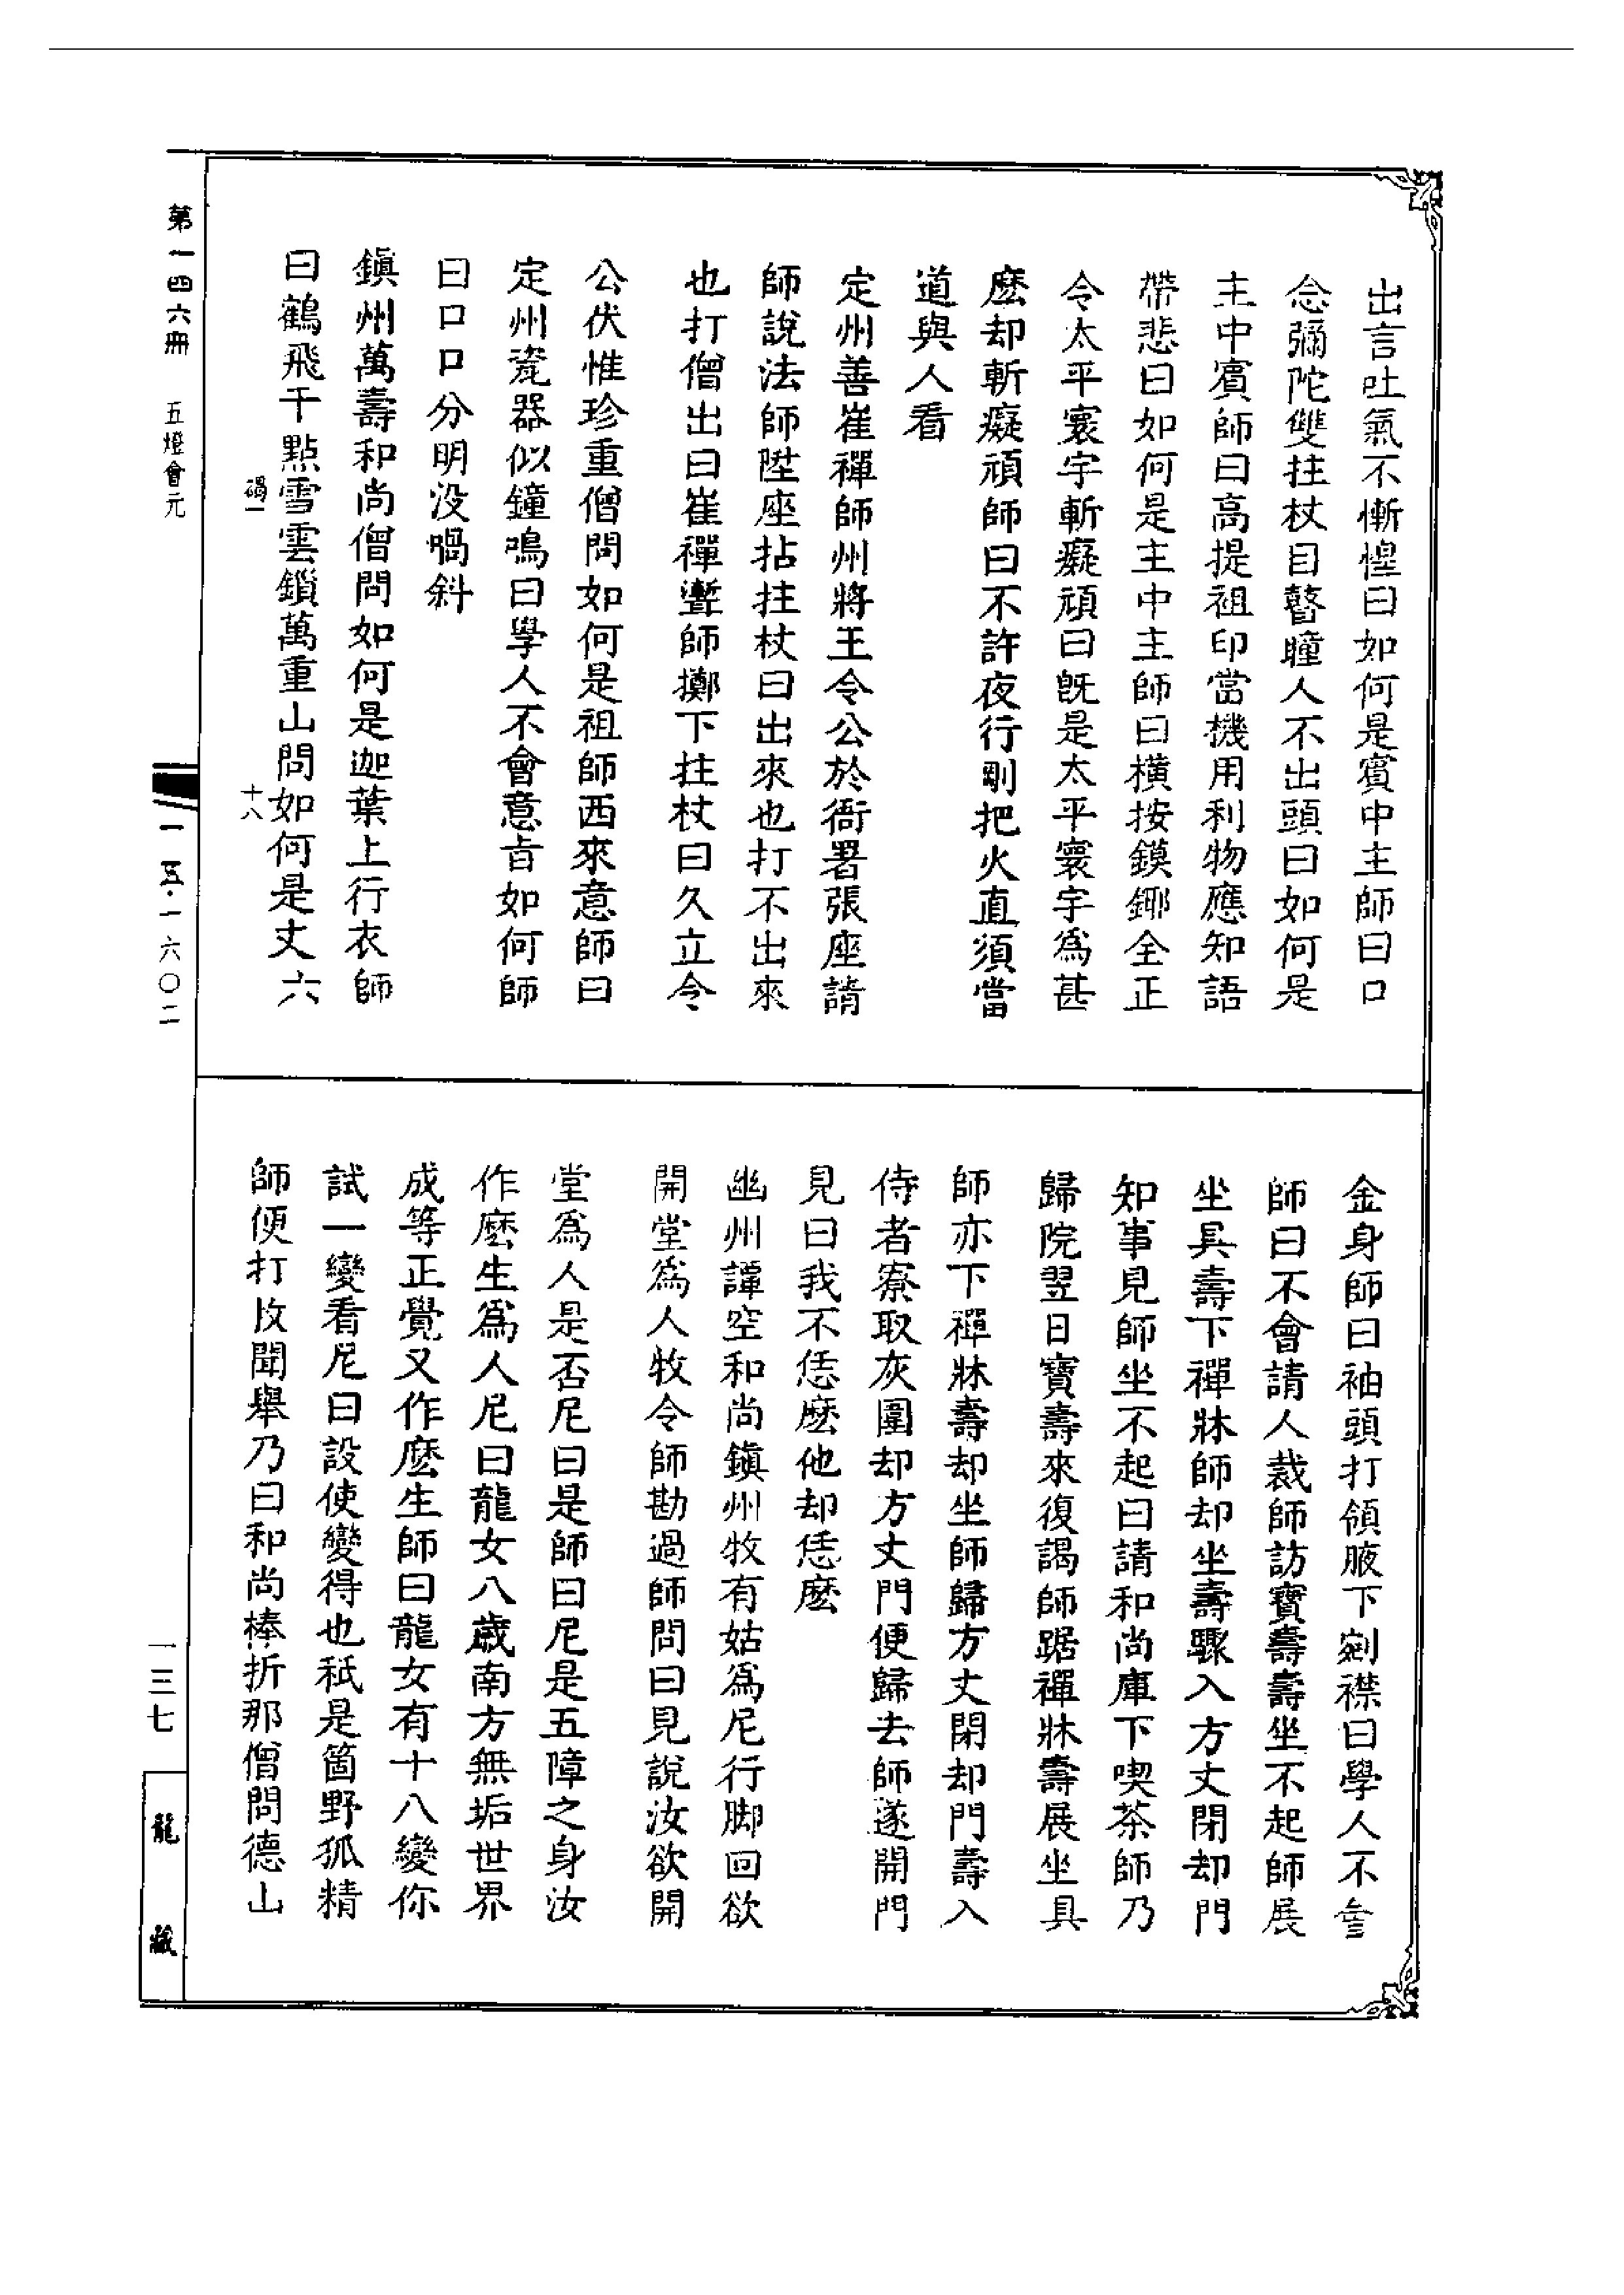 出言吐氣不慚惶曰如何是賓中主師曰口
念彌陀雙拄杖目瞽瞳人不出頭曰如何是
主中賓師曰高提祖印當機用利物應知語
帶悲曰如何是主中主師曰橫按鏌鎁全正
令太平寰宇斬癡頑曰旣是太平寰宇爲甚
麽却斬癡頑師曰不許夜行剛把火直須當
道與人看
定州善崔禪師州將王令公於衙署張座請
師說法師陞座拈拄杖曰出來也打不出來
也打僧出曰崔禪聻師擲下拄杖曰久立令
公伏惟珍重僧問如何是祖師西來意師曰
定州瓷器似鐘鳴曰學人不會意旨如何師
曰口口口分明沒喎斜
鎭州萬壽和尚僧問如何是迦葉上行衣師
曰鶴飛千點雪雲鎖萬重山問如何是丈六
碣一
十八
金身師曰袖頭打領腋下剜襟曰學人不會
師曰不會請人裁師訪寶壽壽坐不起師展
坐具壽下禪牀師却坐壽驟入方丈閉却門
知事見師坐不起曰請和尚庫下喫茶師乃
歸院翌日寶壽來復謁師踞禪牀壽展坐具
師亦下禪牀壽却坐師歸方丈閉却門壽入
侍者寮取灰圍却方丈門便歸去師遂開門
見曰我不恁麽他却恁麽
幽州譚空和尚鎭州牧有姑爲尼行脚回欲
開堂爲人牧令師勘過師問曰見說汝欲開
堂爲人是否尼曰是師曰尼是五障之身汝
作麽生爲人尼曰龍女八歲南方無垢世界
成等正覺又作麽生師曰龍女有十八變你
試一變看尼曰設使變得也秖是箇野狐精
師便打牧聞舉乃曰和尚棒折那僧問德山
第一四六冊 五燈會元
一五·一六〇二
一三七
龍藏